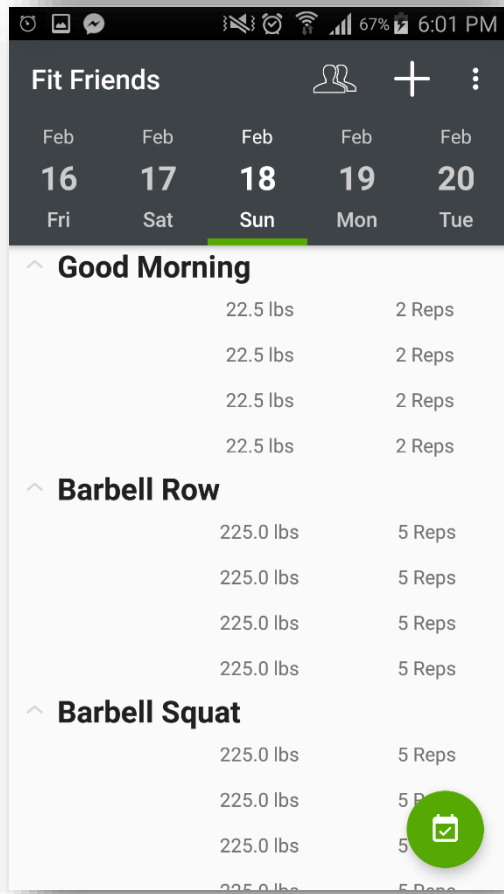 67% 6:01 PM
Fit Friends
Feb Feb Feb Feb Feb
16 17 18 19 20
Fri Sat Sun Mon Tue
Good Morning
22.5 lbs 2 Reps
22.5 lbs 2 Reps
22.5 lbs 2 Reps
22.5 lbs 2 Reps
Barbell Row
225.0 lbs 5 Reps
225.0 lbs 5 Reps
225.0 lbs 5 Reps
225.0 lbs 5 Reps
Barbell Squat
225.0 lbs 5 Reps
225.0 lbs 5
225.0 lbs 5